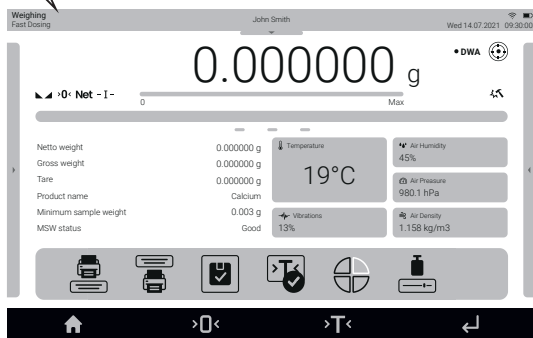 Weighing
Fast Dosing
John Smith
Wed 14.07.2021 09:30:00
0.000000 g
DWA
>0< Net -I-
0 Max
Netto weight 0.000000 g
Gross weight 0.000000 g
Tare 0.000000 g
Product name Calcium
Minimum sample weight 0.003 g
MSW status Good
Temperature
19°C
Vibrations
13%
Air Humidity
45%
Air Preasure
980.1 hPa
Air Density
1.158 kg/m3
>T<
>0< >T<